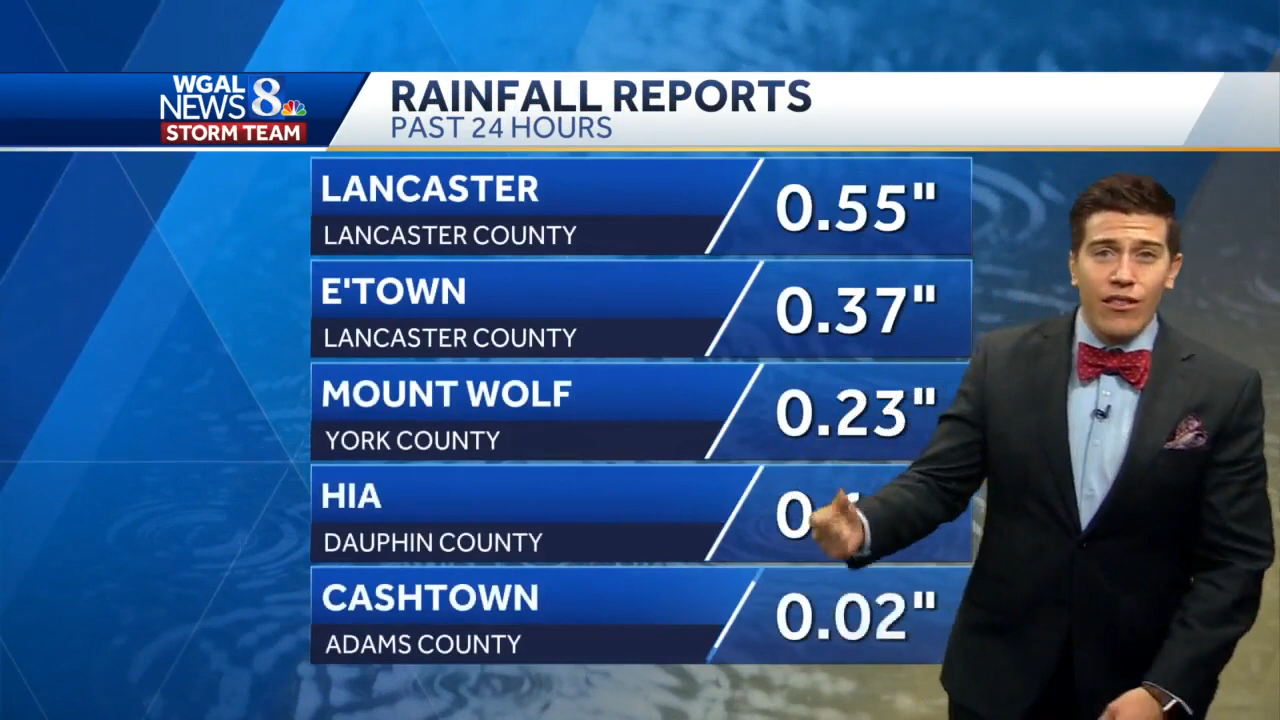 WGAL
NEWS 8
STORM TEAM
RAINFALL REPORTS
PAST 24 HOURS
LANCASTER
0.55"
LANCASTER COUNTY
E'TOWN
0.37"
LANCASTER COUNTY
MOUNT WOLF
0.23"
YORK COUNTY
HIA
DAUPHIN COUNTY
CASHTOWN
0.02"
ADAMS COUNTY